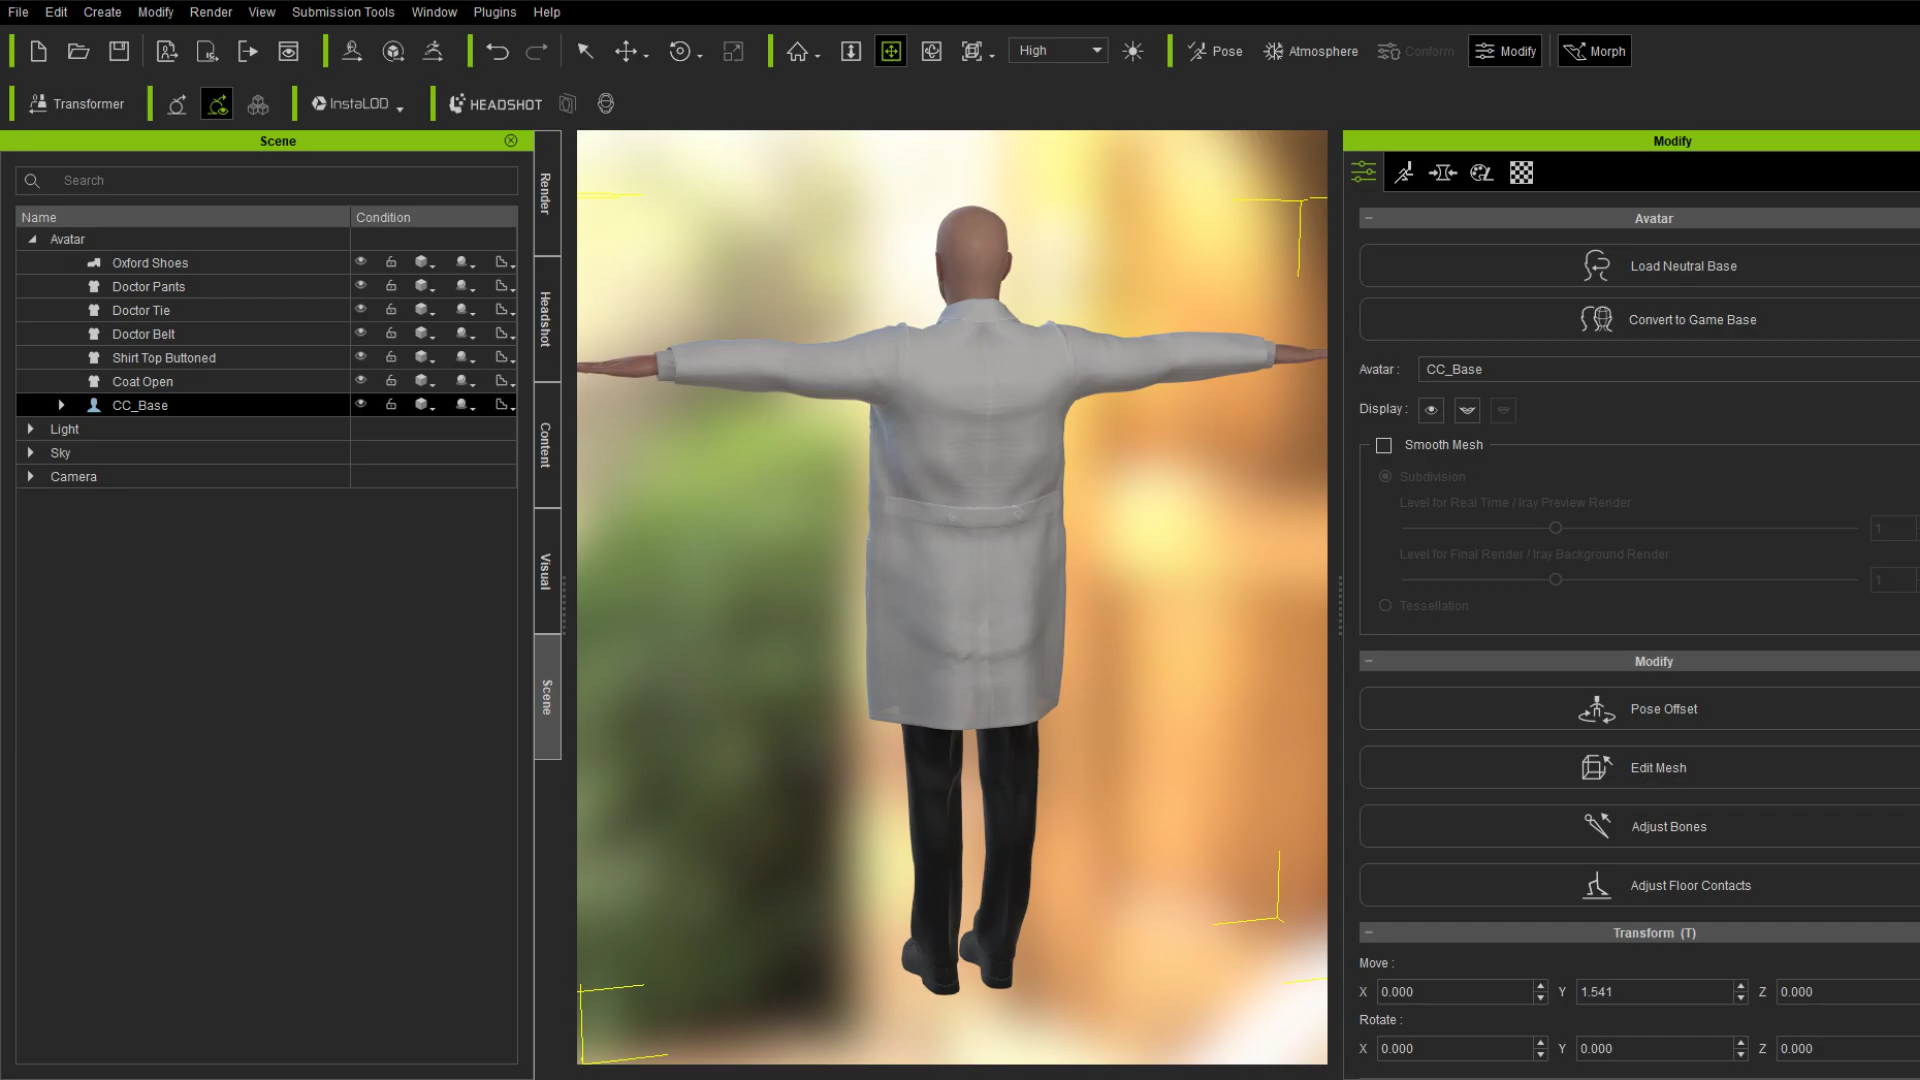 File Edit Create Modify Render View Submission Tools Window Plugins Help
High Pose Atmosphere Conform Modify Morph
Transformer InstaLOD HEADSHOT
Scene
Search
Name Condition
Avatar
Oxford Shoes
Doctor Pants
Doctor Tie
Doctor Belt
Shirt Top Buttoned
Coat Open
CC_Base
Light
Sky
Camera
Render
Headshot
Content
Visual
Scene
Modify
Avatar
Load Neutral Base
Convert to Game Base
Avatar : CC_Base
Display :
Smooth Mesh
Subdivision
Level for Real Time / Iray Preview Render
1
Level for Final Render / Iray Background Render
1
Tessellation
Modify
Pose Offset
Edit Mesh
Adjust Bones
Adjust Floor Contacts
Transform (T)
Move :
X 0.000 Y 1.541 Z 0.000
Rotate :
X 0.000 Y 0.000 Z 0.000